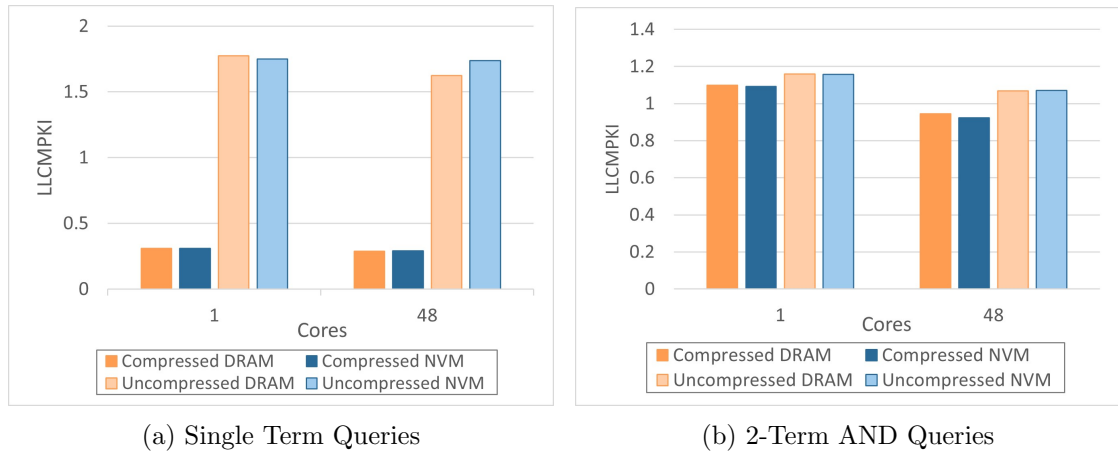 2
1.5
1
0.5
0
LLCMPKI
1 48
Cores
Compressed DRAM Compressed NVM
Uncompressed DRAM Uncompressed NVM
(a) Single Term Queries
1.4
1.2
1
0.8
0.6
0.4
0.2
0
LLCMPKI
1 48
Cores
Compressed DRAM Compressed NVM
Uncompressed DRAM Uncompressed NVM
(b) 2-Term AND Queries